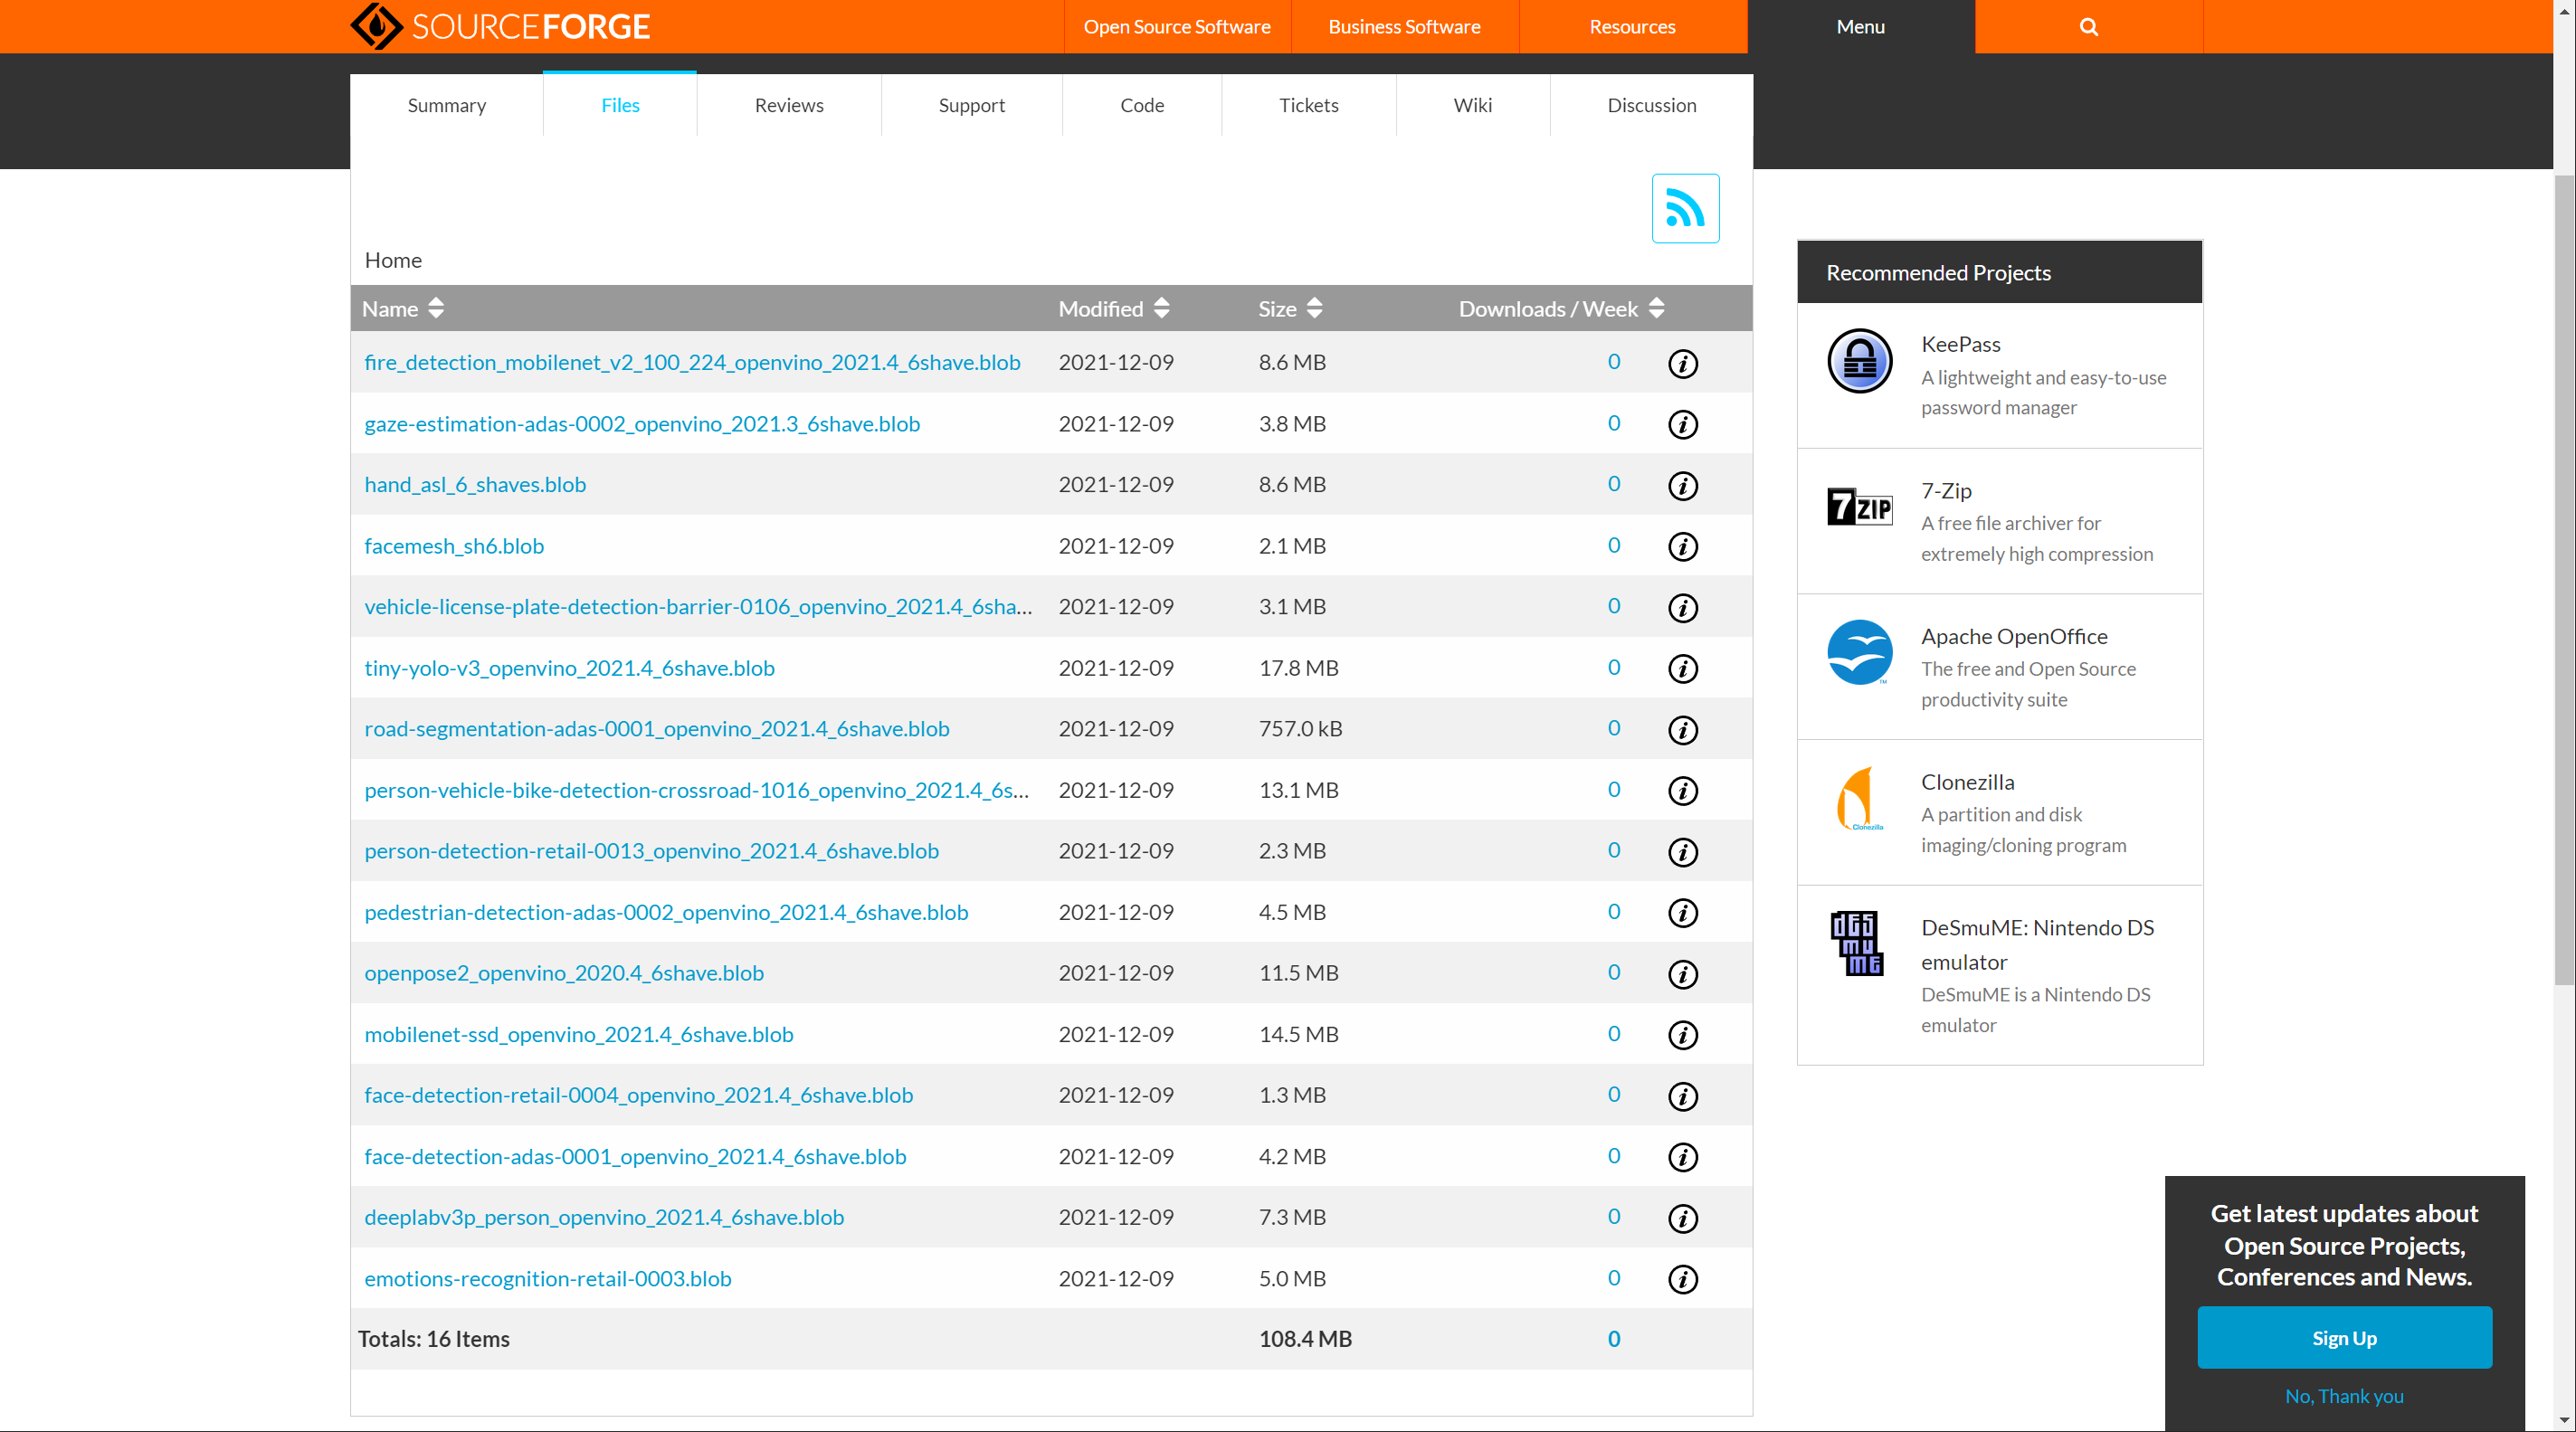 SOURCEFORGE
Open Source Software Business Software Resources Menu
Summary Files Reviews Support Code Tickets Wiki Discussion
Home
Name Modified Size Downloads / Week
fire_detection_mobilenet_v2_100_224_openvino_2021.4_6shave.blob 2021-12-09 8.6 MB 0
gaze-estimation-adas-0002_openvino_2021.3_6shave.blob 2021-12-09 3.8 MB 0
hand_asl_6_shaves.blob 2021-12-09 8.6 MB 0
facemesh_sh6.blob 2021-12-09 2.1 MB 0
vehicle-license-plate-detection-barrier-0106_openvino_2021.4_6sha... 2021-12-09 3.1 MB 0
tiny-yolo-v3_openvino_2021.4_6shave.blob 2021-12-09 17.8 MB 0
road-segmentation-adas-0001_openvino_2021.4_6shave.blob 2021-12-09 757.0 kB 0
person-vehicle-bike-detection-crossroad-1016_openvino_2021.4_6s... 2021-12-09 13.1 MB 0
person-detection-retail-0013_openvino_2021.4_6shave.blob 2021-12-09 2.3 MB 0
pedestrian-detection-adas-0002_openvino_2021.4_6shave.blob 2021-12-09 4.5 MB 0
openpose2_openvino_2020.4_6shave.blob 2021-12-09 11.5 MB 0
mobilenet-ssd_openvino_2021.4_6shave.blob 2021-12-09 14.5 MB 0
face-detection-retail-0004_openvino_2021.4_6shave.blob 2021-12-09 1.3 MB 0
face-detection-adas-0001_openvino_2021.4_6shave.blob 2021-12-09 4.2 MB 0
deeplabv3p_person_openvino_2021.4_6shave.blob 2021-12-09 7.3 MB 0
emotions-recognition-retail-0003.blob 2021-12-09 5.0 MB 0
Totals: 16 Items 108.4 MB 0
Recommended Projects
KeePass
A lightweight and easy-to-use
password manager
7ZIP
7-Zip
A free file archiver for
extremely high compression
TM
Apache OpenOffice
The free and Open Source
productivity suite
Clonezilla
Clonezilla
A partition and disk
imaging/cloning program
DESMUME
DeSmuME: Nintendo DS
emulator
DeSmuME is a Nintendo DS
emulator
Get latest updates about
Open Source Projects,
Conferences and News.
Sign Up
No, Thank you